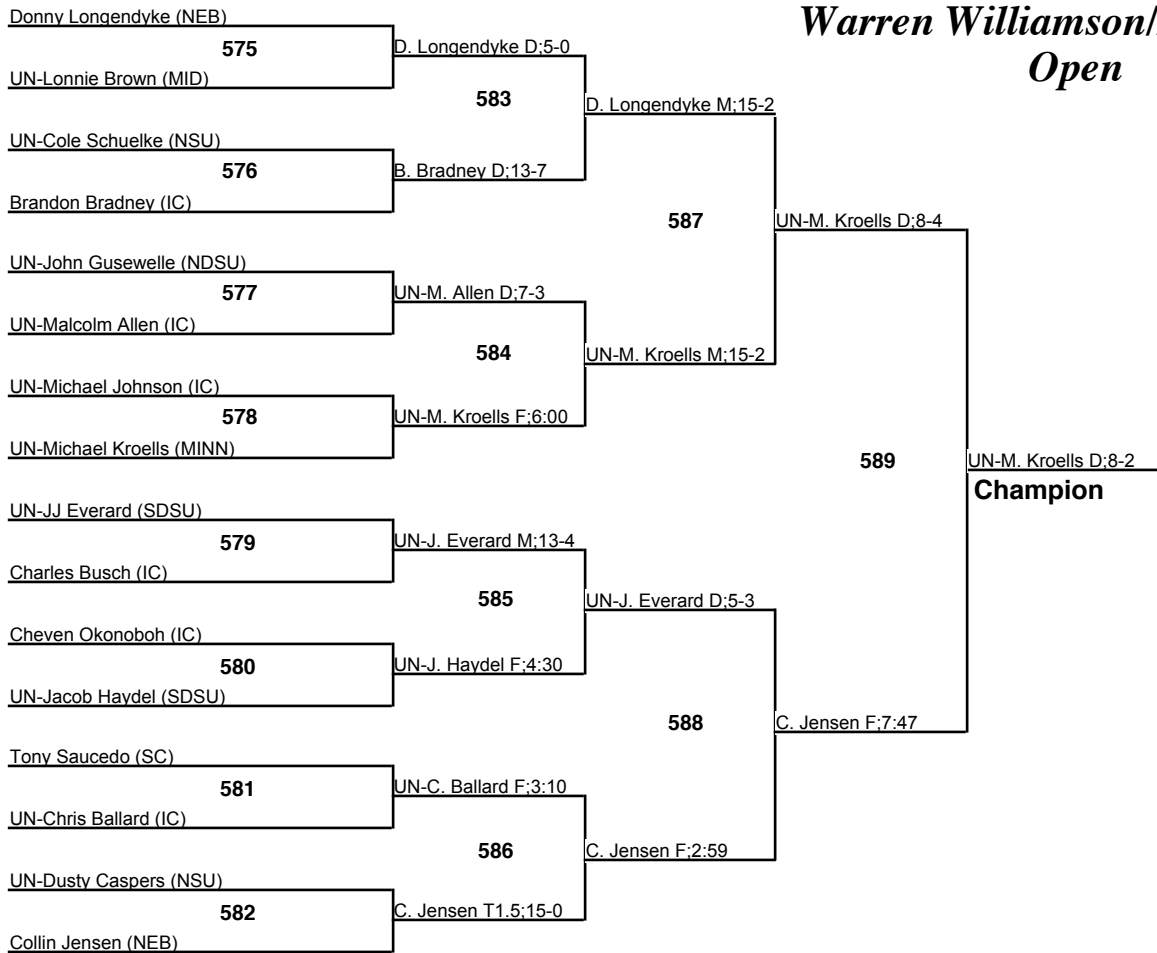 Warren Williamson/
Open
Donny Longendyke (NEB)
575
UN-Lonnie Brown (MID)
D. Longendyke D;5-0
583
D. Longendyke M;15-2
UN-Cole Schuelke (NSU)
576
Brandon Bradney (IC)
B. Bradney D;13-7
587
UN-M. Kroells D;8-4
UN-John Gusewelle (NDSU)
577
UN-Malcolm Allen (IC)
UN-M. Allen D;7-3
584
UN-M. Kroells M;15-2
UN-Michael Johnson (IC)
578
UN-Michael Kroells (MINN)
UN-M. Kroells F;6:00
589
UN-M. Kroells D;8-2
Champion
UN-JJ Everard (SDSU)
579
Charles Busch (IC)
UN-J. Everard M;13-4
585
UN-J. Everard D;5-3
Cheven Okonoboh (IC)
580
UN-Jacob Haydel (SDSU)
UN-J. Haydel F;4:30
588
C. Jensen F;7:47
Tony Saucedo (SC)
581
UN-Chris Ballard (IC)
UN-C. Ballard F;3:10
586
C. Jensen F;2:59
UN-Dusty Caspers (NSU)
582
Collin Jensen (NEB)
C. Jensen T1.5;15-0